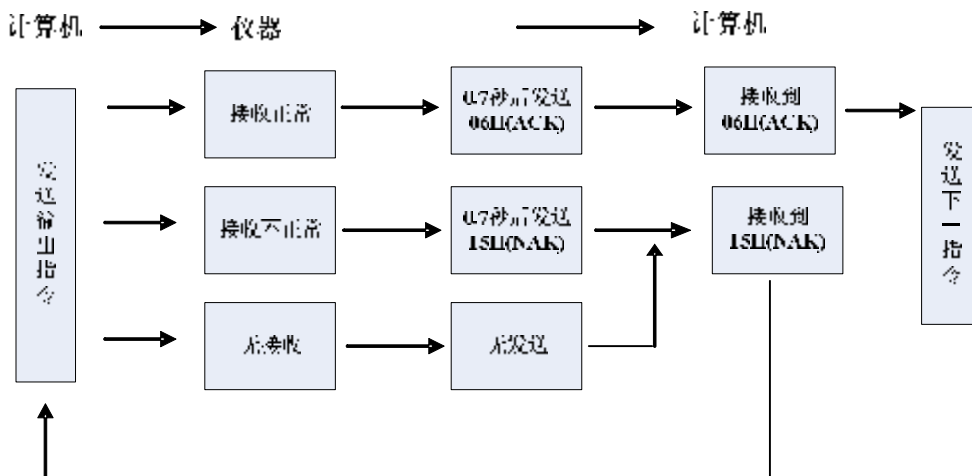 计算机
仪器
计算机
发送输出指令
接收正常
0.7秒后发送
06H(ACK)
接收到
06H(ACK)
发送下一指令
接收不正常
0.7秒后发送
15H(NAK)
接收到
15H(NAK)
无接收
无发送